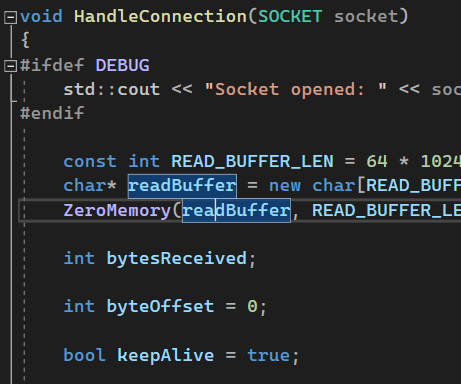 void HandleConnection(SOCKET socket)
{
#ifdef DEBUG
std::cout << "Socket opened: " << soc
#endif
const int READ_BUFFER_LEN = 64 * 1024
char* readBuffer = new char[READ_BUFF
ZeroMemory(readBuffer, READ_BUFFER_LE
int bytesReceived;
int byteOffset = 0;
bool keepAlive = true;